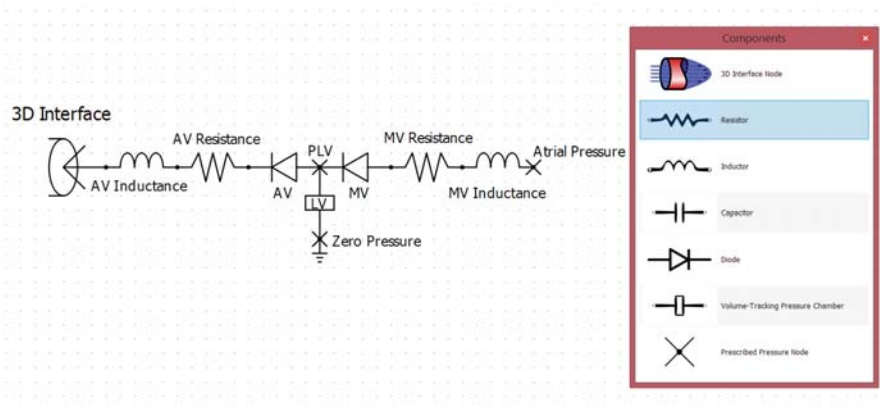 3D Interface
AV Inductance
AV Resistance
AV
PLV
LV
Zero Pressure
MV
MV Resistance
MV Inductance
Atrial Pressure
Components
3D Interface Node
Resistor
Inductor
Capacitor
Diode
Volume-Tracking Pressure Chamber
Prescribed Pressure Node